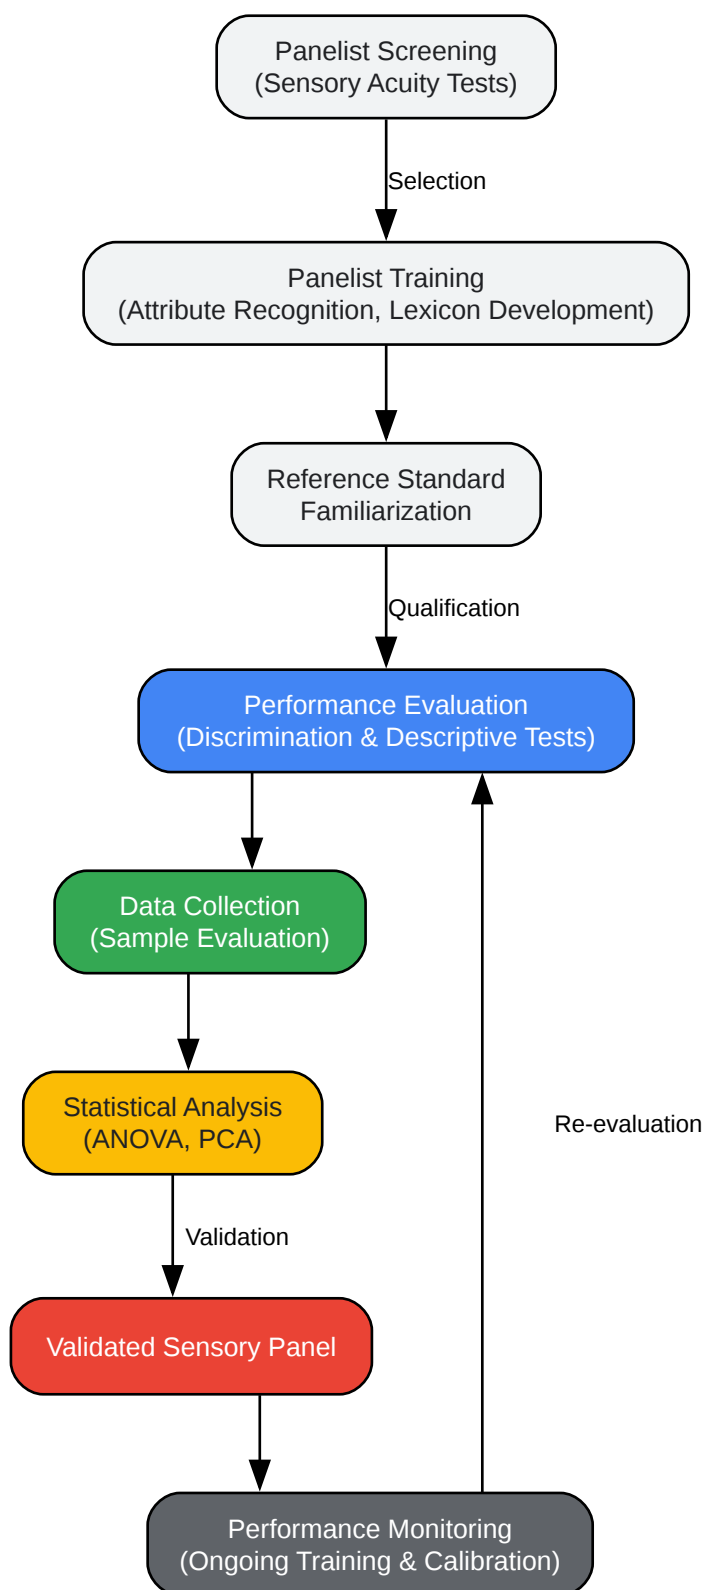 Panelist Screening
(Sensory Acuity Tests)
Selection
Panelist Training
(Attribute Recognition, Lexicon Development)
Reference Standard
Familiarization
Qualification
Performance Evaluation
(Discrimination & Descriptive Tests)
Data Collection
(Sample Evaluation)
Statistical Analysis
(ANOVA, PCA)
Re-evaluation
Validation
Validated Sensory Panel
Performance Monitoring
(Ongoing Training & Calibration)